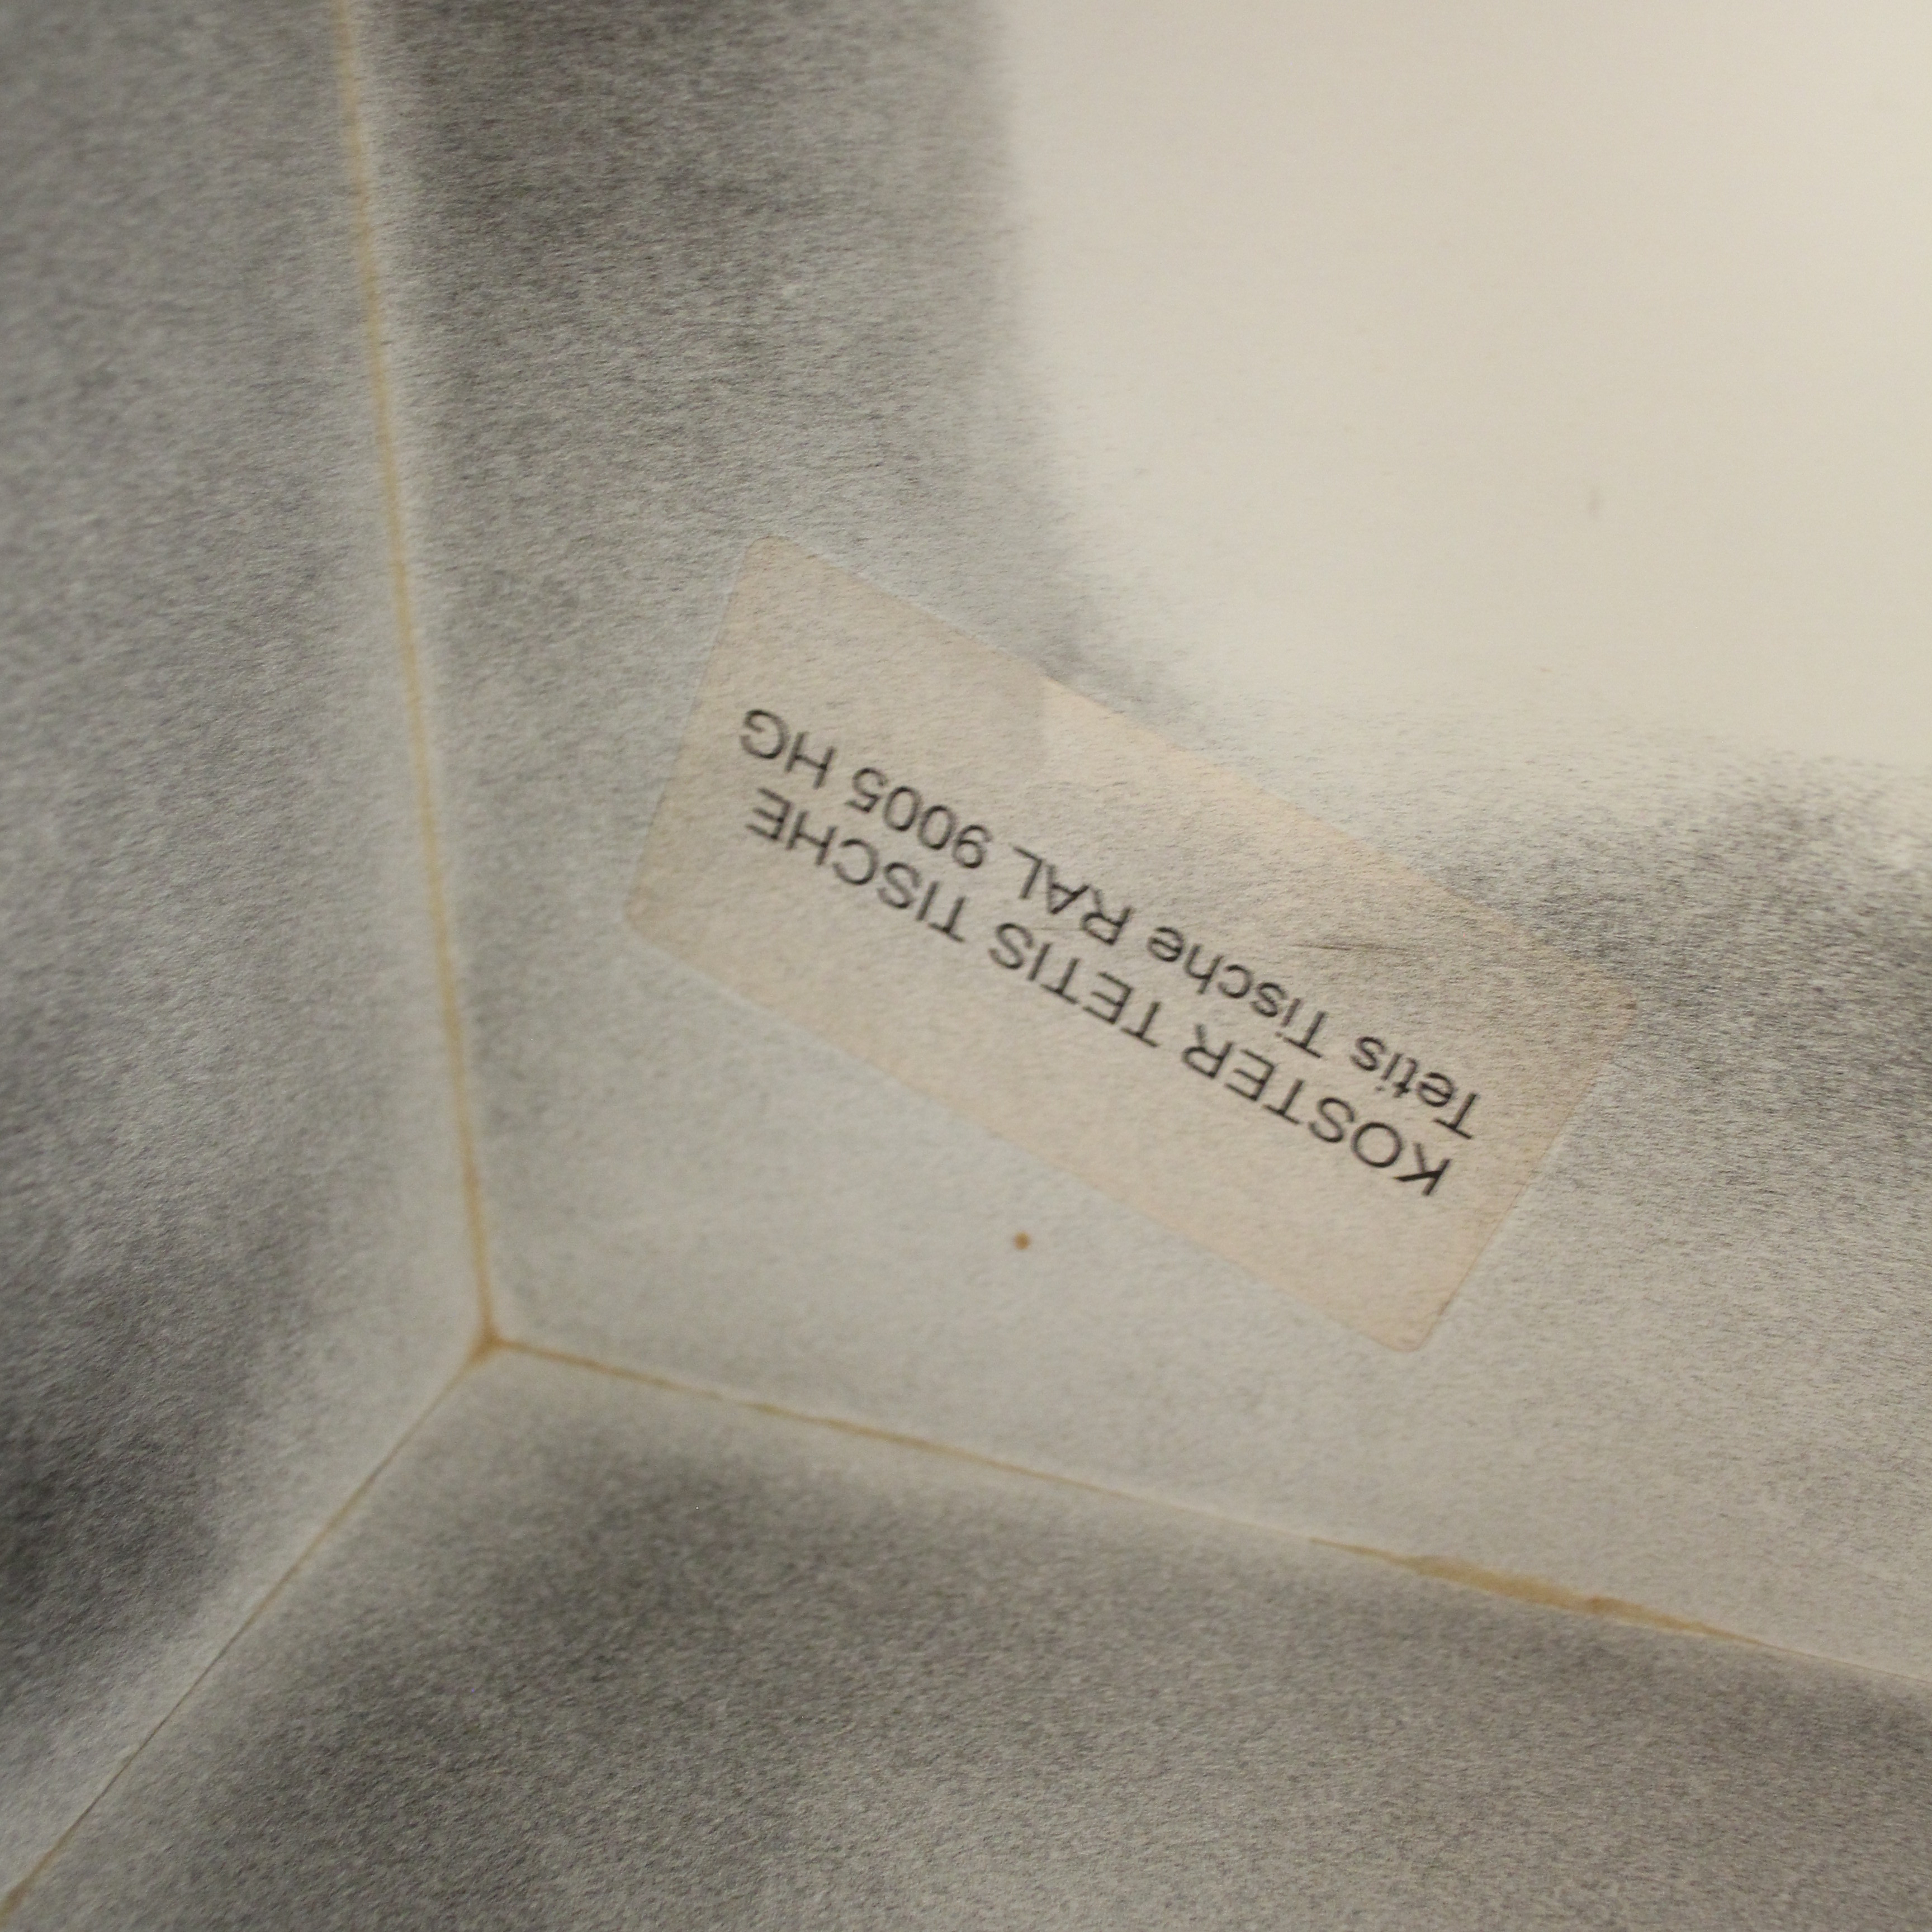 KOSTER TETIS TISCHE
Tetis Tische RAL 9005 HG